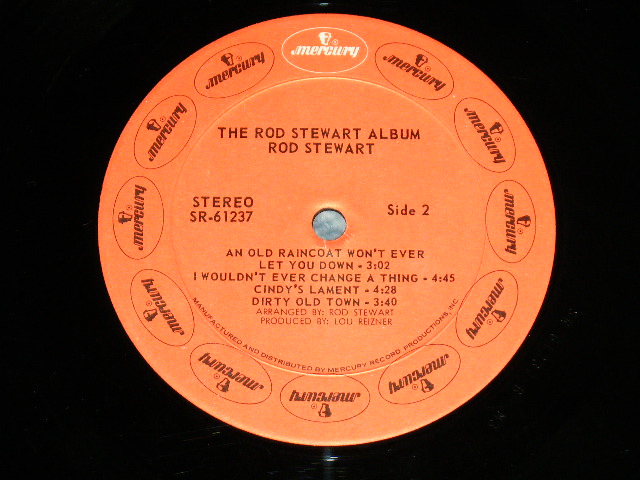 mercury
mercury
mercury
mercury
mercury
mercury
mercury
mercury
mercury
mercury
mercury
mercury
THE ROD STEWART ALBUM
ROD STEWART
STEREO
SR-61237
Side 2
AN OLD RAINCOAT WON'T EVER
LET YOU DOWN - 3:02
I WOULDN'T EVER CHANGE A THING - 4:45
CINDY'S LAMENT - 4:28
DIRTY OLD TOWN - 3:40
ARRANGED BY: ROD STEWART
PRODUCED BY: LOU REIZNER
MANUFACTURED AND DISTRIBUTED BY MERCURY RECORD PRODUCTIONS, INC.